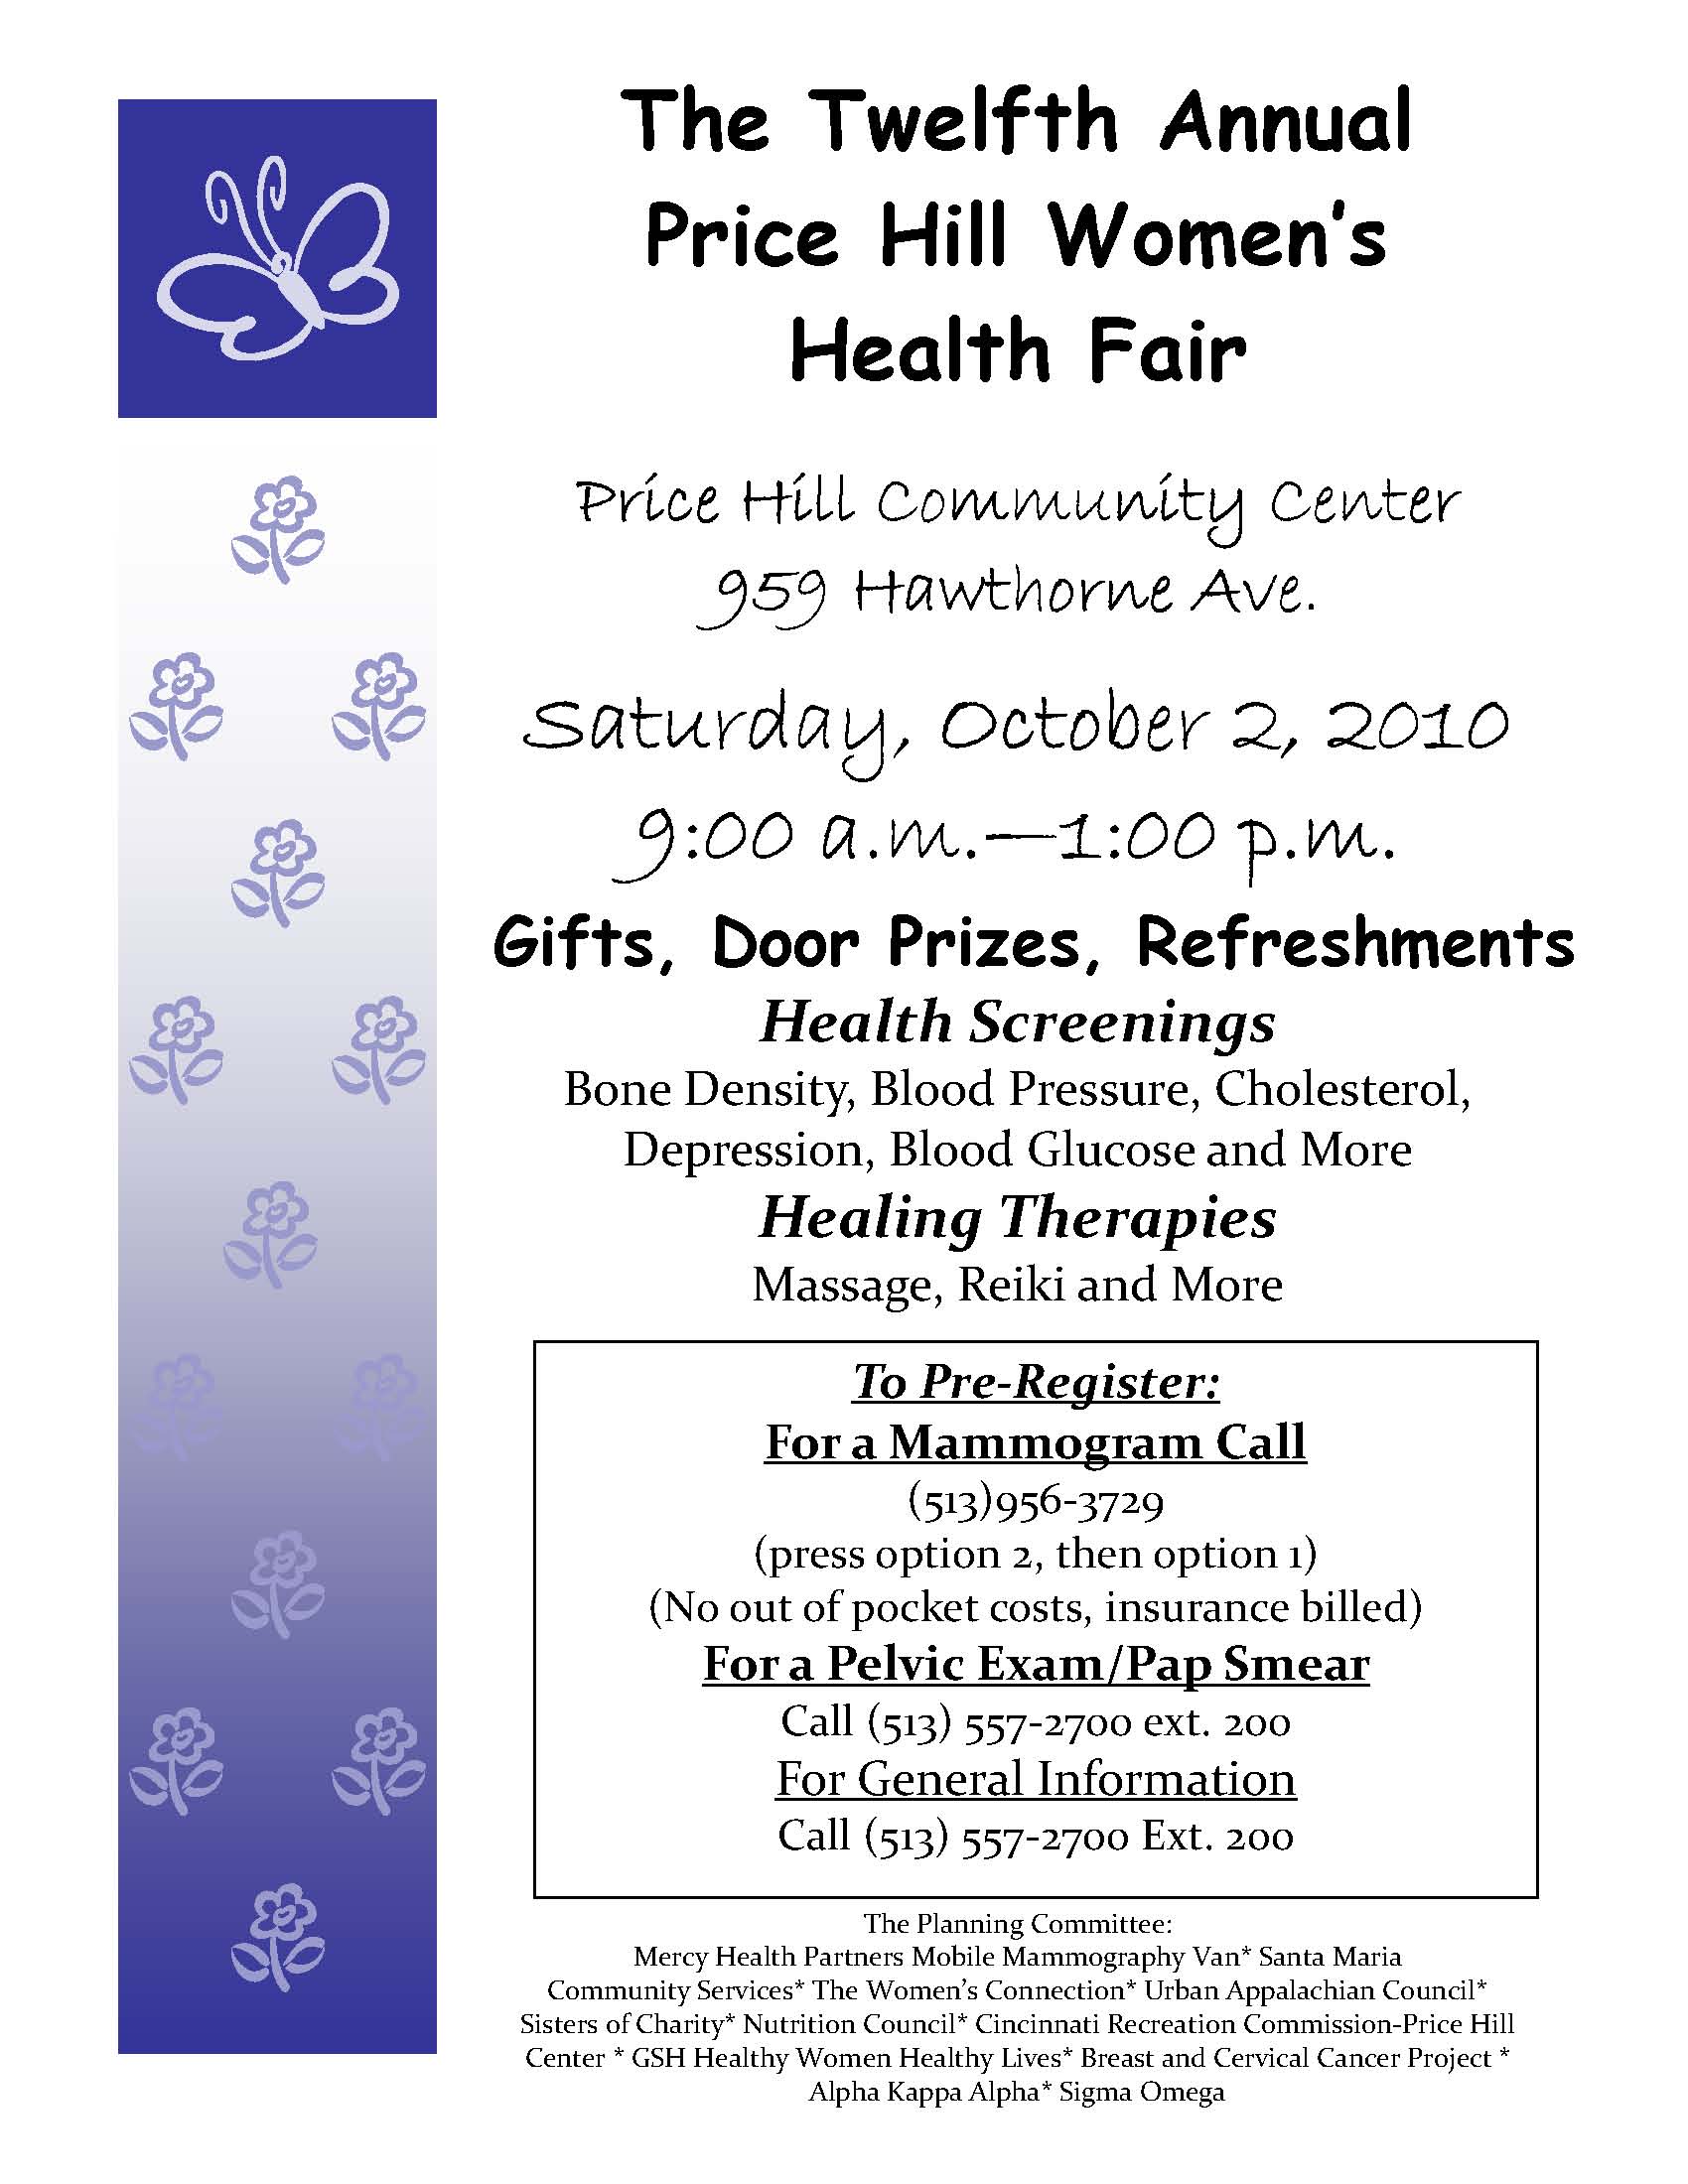 The Twelfth Annual
Price Hill Women's
Health Fair
Price Hill Community Center
959 Hawthorne Ave.
Saturday, October 2, 2010
9:00 a.m.—1:00 p.m.
Gifts, Door Prizes, Refreshments
Health Screenings
Bone Density, Blood Pressure, Cholesterol,
Depression, Blood Glucose and More
Healing Therapies
Massage, Reiki and More
To Pre-Register:
For a Mammogram Call
(513)956-3729
(press option 2, then option 1)
(No out of pocket costs, insurance billed)
For a Pelvic Exam/Pap Smear
Call (513) 557-2700 ext. 200
For General Information
Call (513) 557-2700 Ext. 200
The Planning Committee:
Mercy Health Partners Mobile Mammography Van* Santa Maria
Community Services* The Women's Connection* Urban Appalachian Council*
Sisters of Charity* Nutrition Council* Cincinnati Recreation Commission-Price Hill
Center * GSH Healthy Women Healthy Lives* Breast and Cervical Cancer Project *
Alpha Kappa Alpha* Sigma Omega